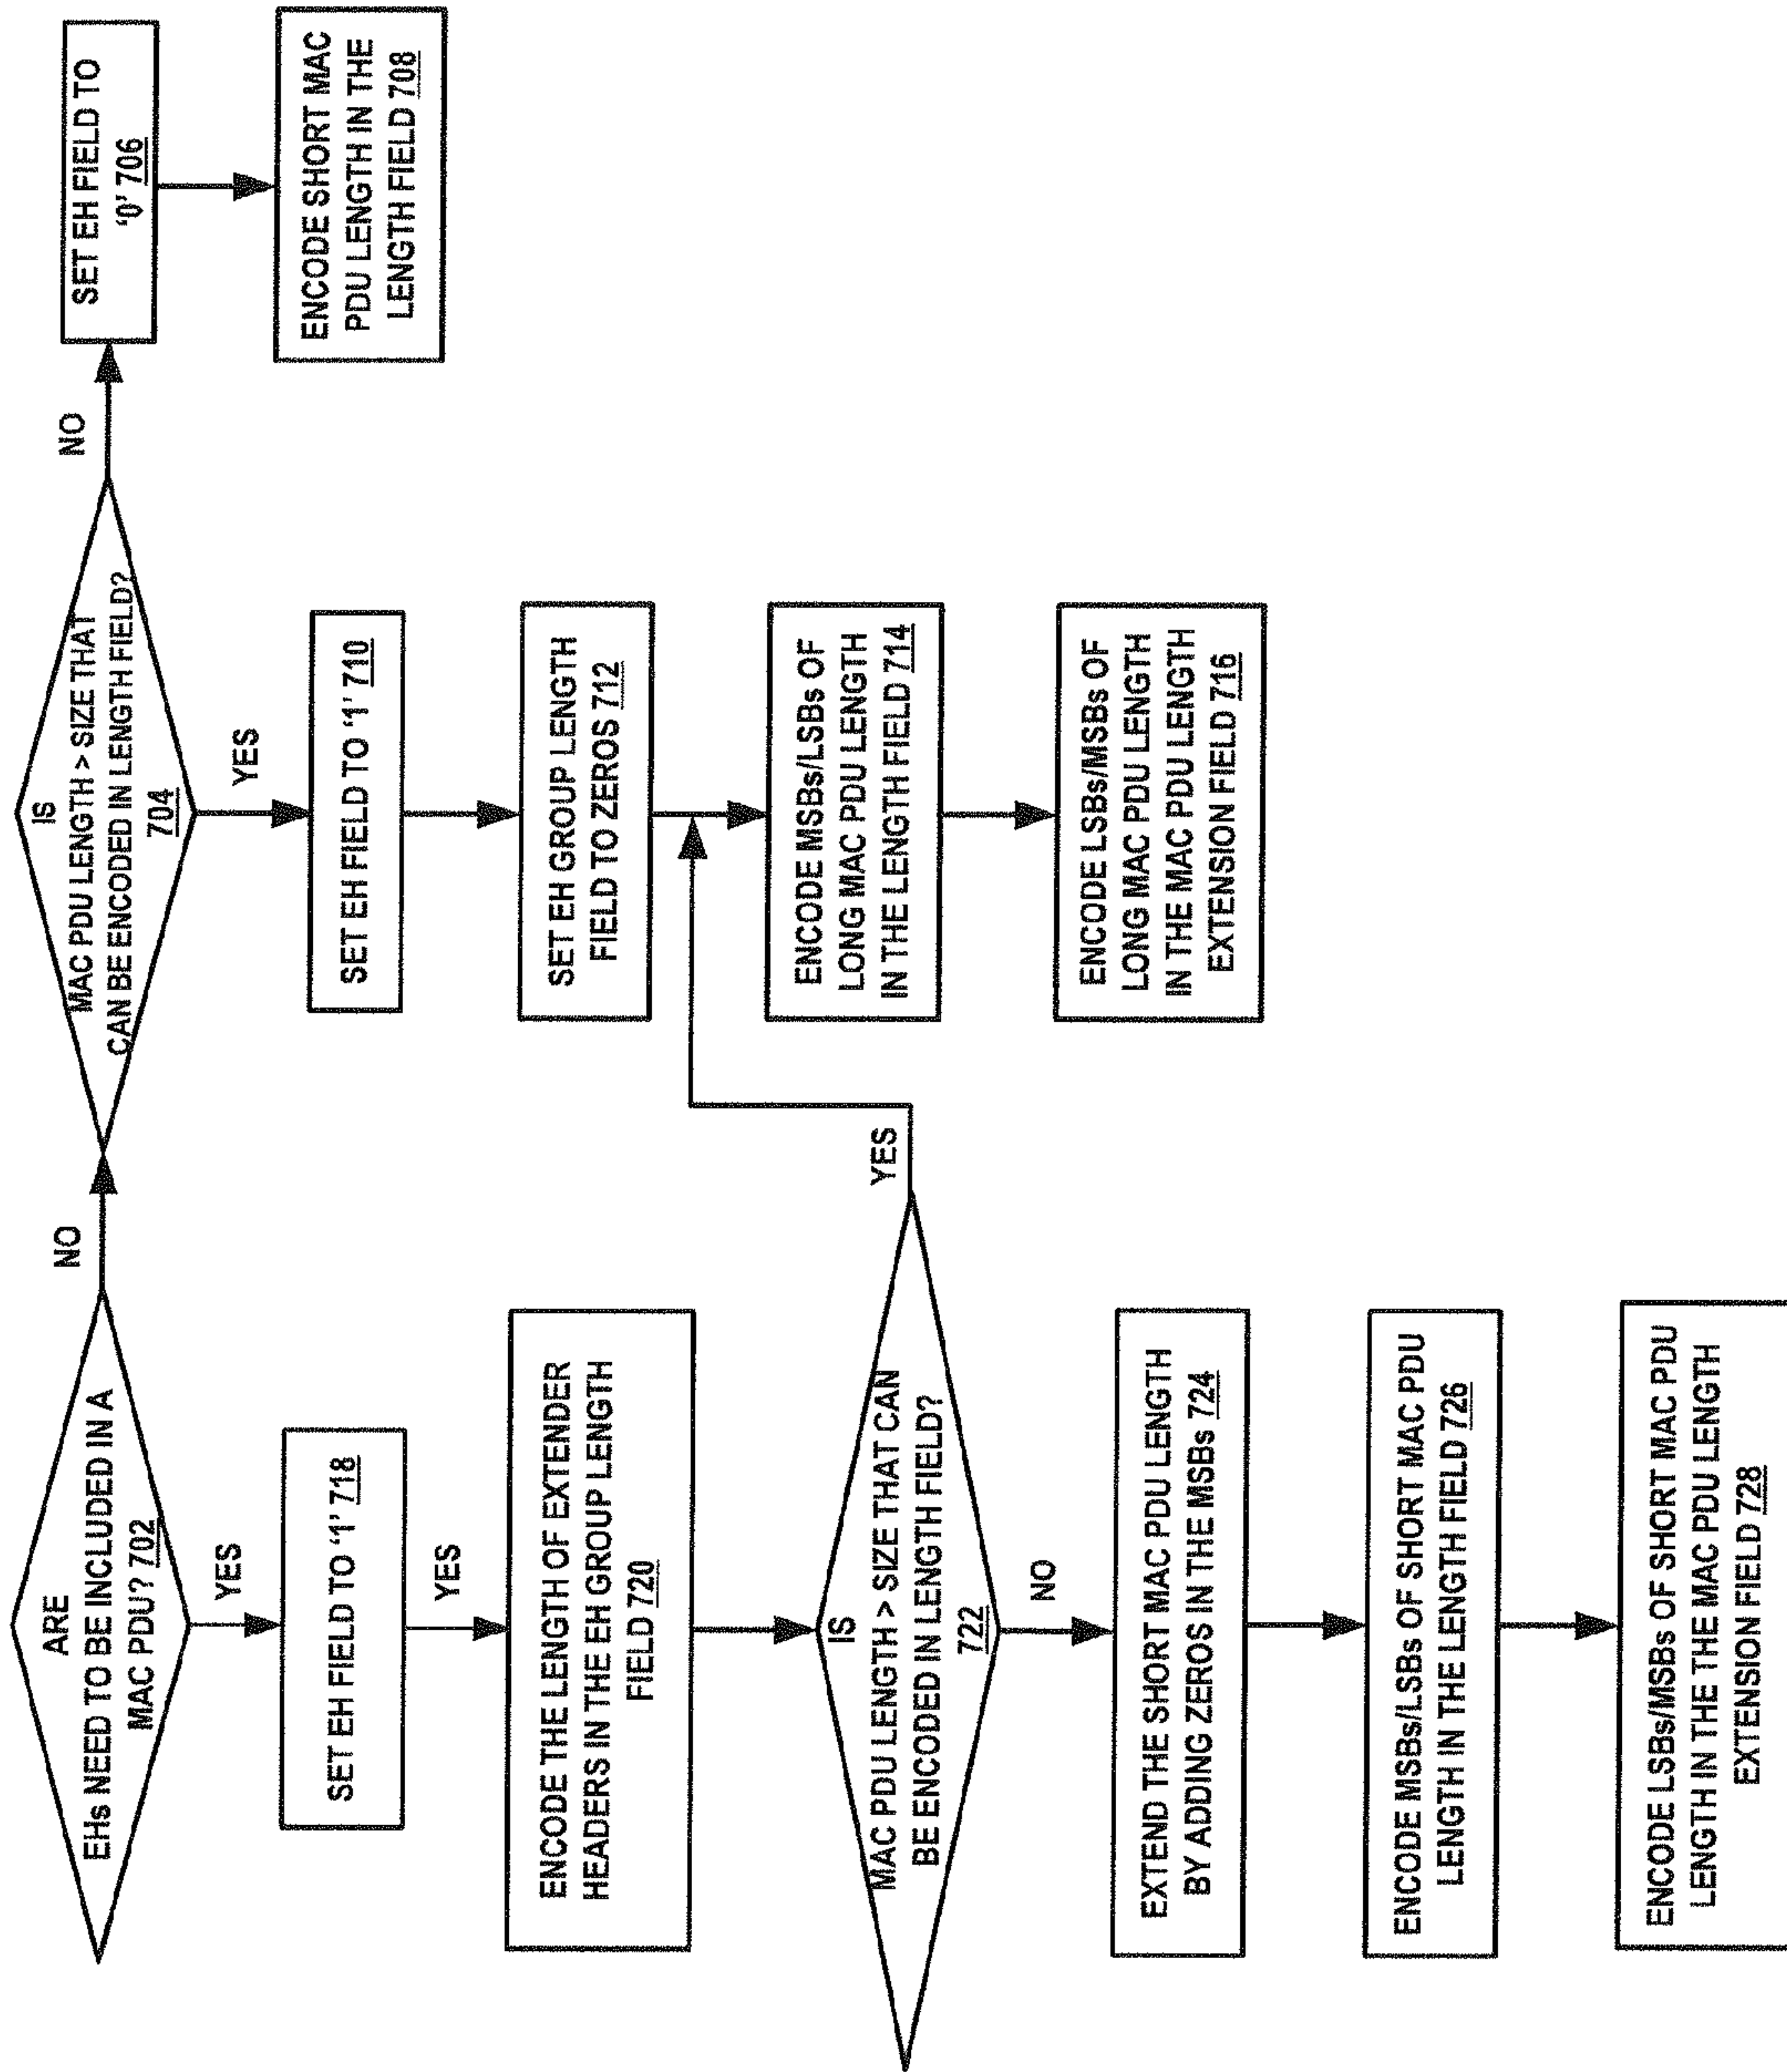 ARE
EHs NEED TO BE INCLUDED IN A
MAC PDU? 702
NO
IS
MAC PDU LENGTH > SIZE THAT
CAN BE ENCODED IN LENGTH FIELD?
704
NO
SET EH FIELD TO
'0' 706
ENCODE SHORT MAC
PDU LENGTH IN THE
LENGTH FIELD 708
YES
SET EH FIELD TO '1' 710
SET EH GROUP LENGTH
FIELD TO ZEROS 712
ENCODE MSBs/LSBs OF
LONG MAC PDU LENGTH
IN THE LENGTH FIELD 714
ENCODE LSBs/MSBs OF
LONG MAC PDU LENGTH
IN THE MAC PDU LENGTH
EXTENSION FIELD 716
YES
SET EH FIELD TO '1' 718
YES
ENCODE THE LENGTH OF EXTENDER
HEADERS IN THE EH GROUP LENGTH
FIELD 720
IS
MAC PDU LENGTH > SIZE THAT CAN
BE ENCODED IN LENGTH FIELD?
722
YES
NO
EXTEND THE SHORT MAC PDU LENGTH
BY ADDING ZEROS IN THE MSBs 724
ENCODE MSBs/LSBs OF SHORT MAC PDU
LENGTH IN THE LENGTH FIELD 726
ENCODE LSBs/MSBs OF SHORT MAC PDU
LENGTH IN THE THE MAC PDU LENGTH
EXTENSION FIELD 728